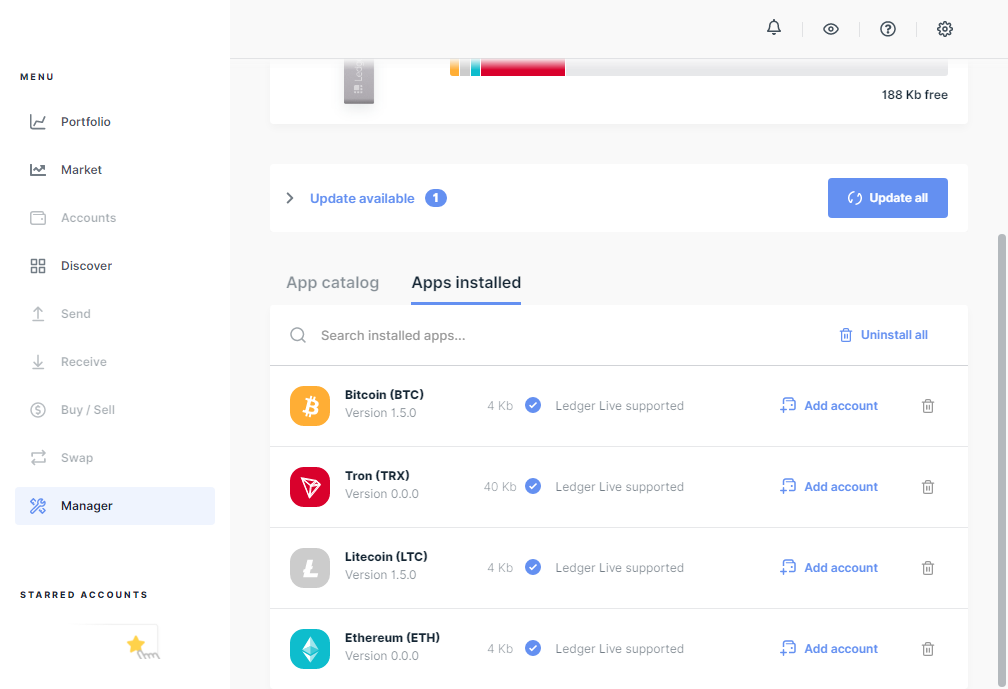 MENU
Portfolio
Market
Accounts
Discover
Send
Receive
Buy / Sell
Swap
Manager
STARRED ACCOUNTS
188 Kb free
Update available 1
Update all
App catalog Apps installed
Search installed apps...
Uninstall all
Bitcoin (BTC)
Version 1.5.0
4 Kb Ledger Live supported Add account
Tron (TRX)
Version 0.0.0
40 Kb Ledger Live supported Add account
Litecoin (LTC)
Version 1.5.0
4 Kb Ledger Live supported Add account
Ethereum (ETH)
Version 0.0.0
4 Kb Ledger Live supported Add account